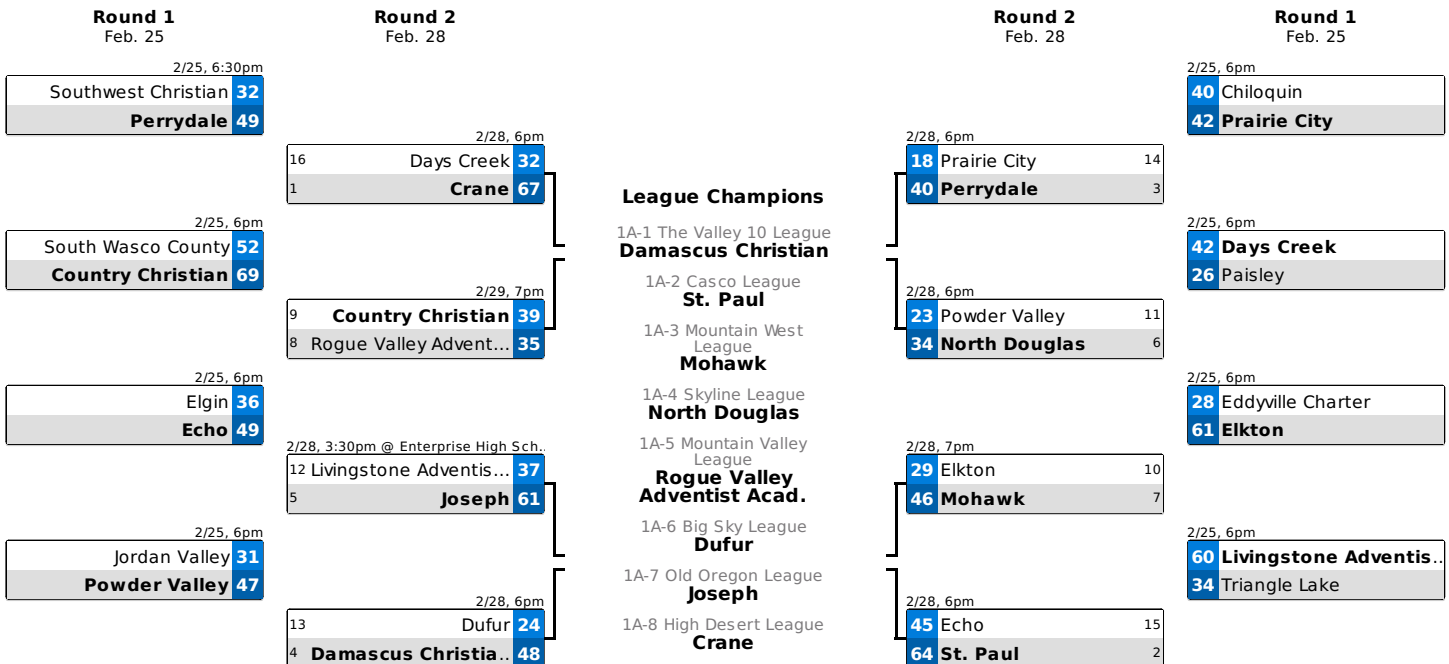 Round 1
Feb. 25
2/25, 6:30pm
Southwest Christian 32
Perrydale 49
2/25, 6pm
South Wasco County 52
Country Christian 69
2/25, 6pm
Elgin 36
Echo 49
2/25, 6pm
Jordan Valley 31
Powder Valley 47
Round 2
Feb. 28
2/28, 6pm
16 Days Creek 32
1 Crane 67
2/29, 7pm
9 Country Christian 39
8 Rogue Valley Advent... 35
2/28, 3:30pm @ Enterprise High Sch..
12 Livingstone Adventis... 37
5 Joseph 61
2/28, 6pm
13 Dufur 24
4 Damascus Christia.. 48
League Champions
1A-1 The Valley 10 League
Damascus Christian
1A-2 Casco League
St. Paul
1A-3 Mountain West
League
Mohawk
1A-4 Skyline League
North Douglas
1A-5 Mountain Valley
League
Rogue Valley
Adventist Acad.
1A-6 Big Sky League
Dufur
1A-7 Old Oregon League
Joseph
1A-8 High Desert League
Crane
Round 2
Feb. 28
2/28, 6pm
18 Prairie City 14
40 Perrydale 3
2/28, 6pm
23 Powder Valley 11
34 North Douglas 6
2/28, 7pm
29 Elkton 10
46 Mohawk 7
2/28, 6pm
45 Echo 15
64 St. Paul 2
Round 1
Feb. 25
2/25, 6pm
40 Chiloquin
42 Prairie City
2/25, 6pm
42 Days Creek
26 Paisley
2/25, 6pm
28 Eddyville Charter
61 Elkton
2/25, 6pm
60 Livingstone Adventis..
34 Triangle Lake